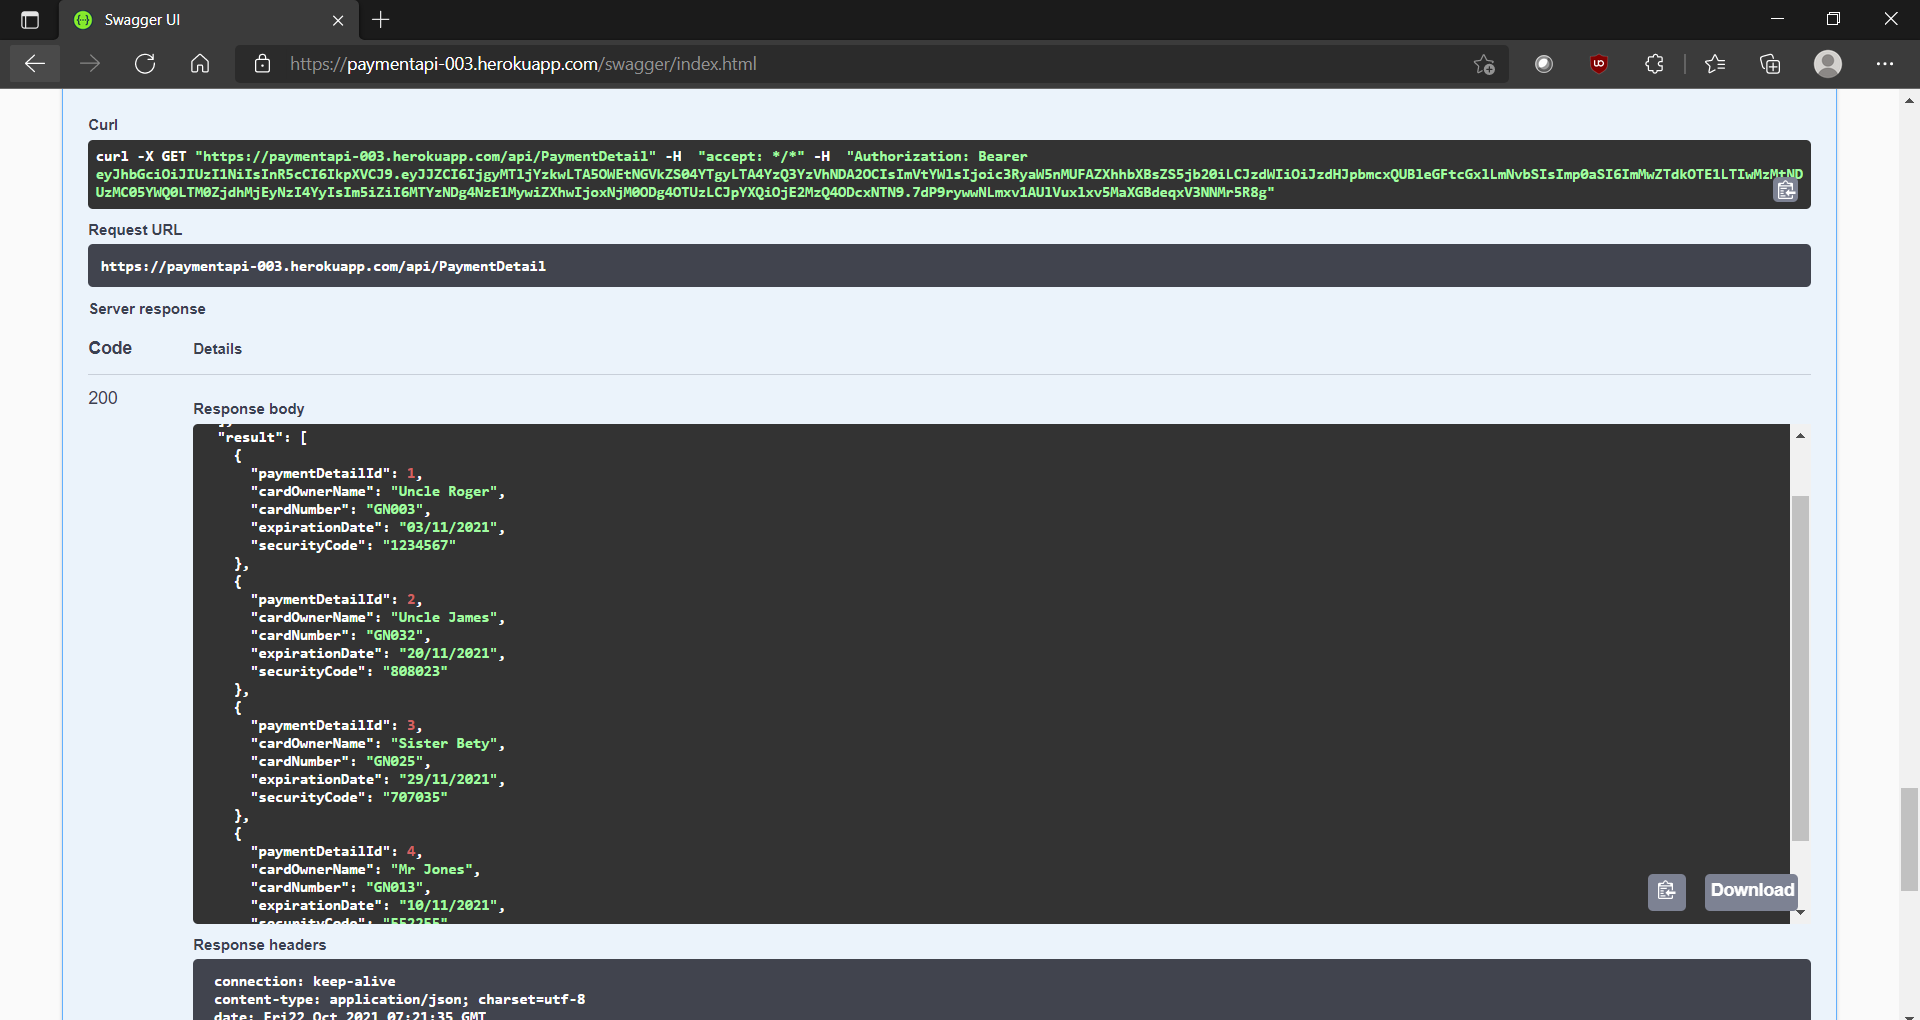 Swagger UI
https://paymentapi-003.herokuapp.com/swagger/index.html
Curl
curl -X GET "https://paymentapi-003.herokuapp.com/api/PaymentDetail" -H  "accept: */*" -H  "Authorization: Bearer
Request URL
https://paymentapi-003.herokuapp.com/api/PaymentDetail
Server response
Code Details
200
Response body
"result": [
{
"paymentDetailId": 1,
"cardOwnerName": "Uncle Roger",
"cardNumber": "GN003",
"expirationDate": "03/11/2021",
"securityCode": "1234567"
},
{
"paymentDetailId": 2,
"cardOwnerName": "Uncle James",
"cardNumber": "GN032",
"expirationDate": "20/11/2021",
"securityCode": "808023"
},
{
"paymentDetailId": 3,
"cardOwnerName": "Sister Bety",
"cardNumber": "GN025",
"expirationDate": "29/11/2021",
"securityCode": "707035"
},
{
"paymentDetailId": 4,
"cardOwnerName": "Mr Jones",
"cardNumber": "GN013",
"expirationDate": "10/11/2021",
"securityCode": "552255"
Download
Response headers
connection: keep-alive
content-type: application/json; charset=utf-8
date: Fri22 Oct 2021 07:21:35 GMT